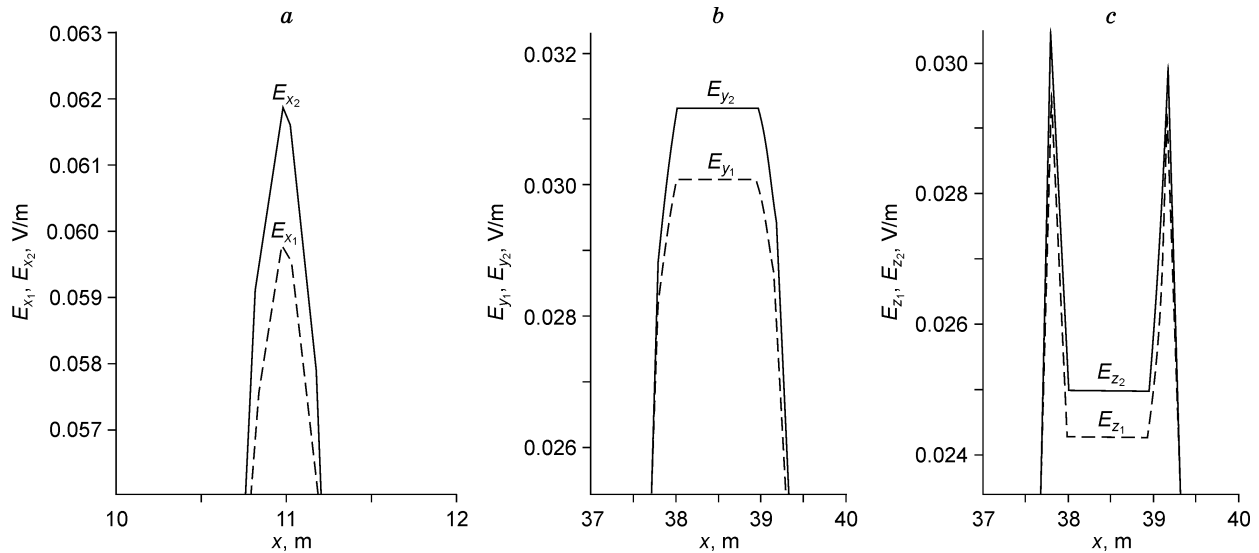 a
E_x1, E_x2, V/m
0.063
0.062
0.061
0.060
0.059
0.058
0.057
E_x2
E_x1
10 11 12
x, m
b
E_y1, E_y2, V/m
0.032
0.030
0.028
0.026
E_y2
E_y1
37 38 39 40
x, m
c
E_z1, E_z2, V/m
0.030
0.028
0.026
0.024
E_z2
E_z1
37 38 39 40
x, m